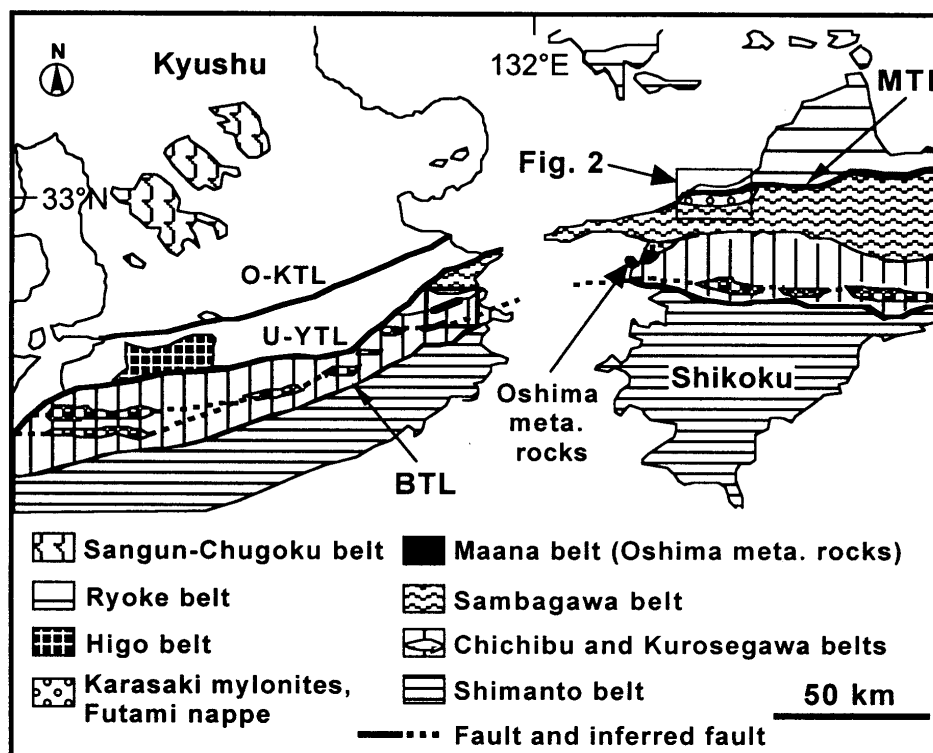 N
Kyushu
132°E
MTL
Fig. 2
33°N
O-KTL
U-YTL
Shikoku
Oshima
meta.
rocks
BTL
Sangun-Chugoku belt
Maana belt (Oshima meta. rocks)
Ryoke belt
Sambagawa belt
Higo belt
Chichibu and Kurosegawa belts
Karasaki mylonites,
Futami nappe
Shimanto belt
50 km
Fault and inferred fault